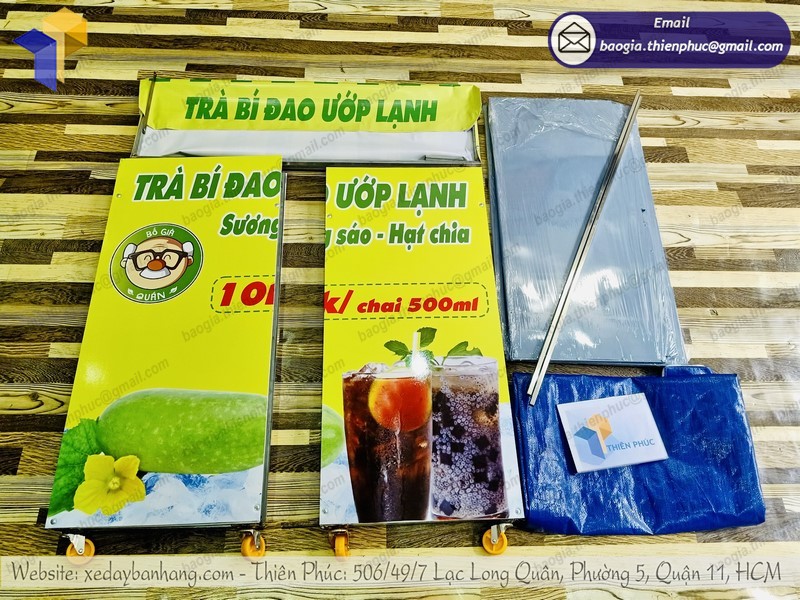 Email
baogia.thienphuc@gmail.com
TRÀ BÍ ĐAO ƯỚP LẠNH
TRÀ BÍ ĐAO ƯỚP LẠNH
Sương sáo - Hạt chia
BỐ GIÀ
QUÁN
10k/ chai 500ml
THIÊN PHÚC
Website: xedaybanhang.com - Thiên Phúc: 506/49/7 Lạc Long Quân, Phường 5, Quận 11, HCM